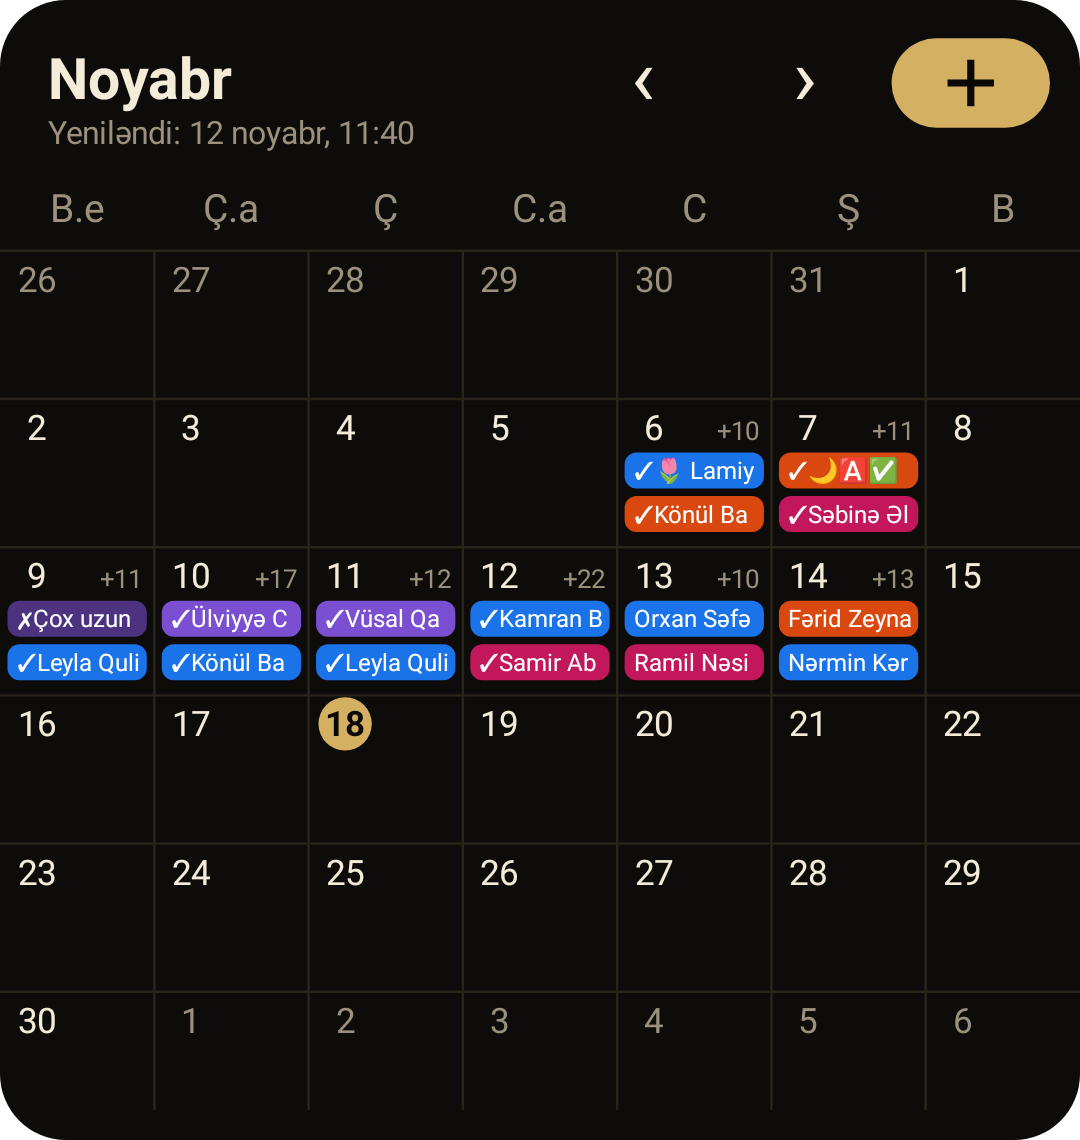 Noyabr
‹ › +
Yeniləndi: 12 noyabr, 11:40
B.e Ç.a Ç C.a C Ş B
26 27 28 29 30 31 1
2 3 4 5 6 +10 7 +11 8
✓🌷 Lamiy ✓🌙🅰✅
✓Könül Ba ✓Səbinə Əl
9 +11 10 +17 11 +12 12 +22 13 +10 14 +13 15
✗Çox uzun ✓Ülviyyə C ✓Vüsal Qa ✓Kamran B Orxan Səfə Fərid Zeyna
✓Leyla Quli ✓Könül Ba ✓Leyla Quli ✓Samir Ab Ramil Nəsi Nərmin Kər
16 17 18 19 20 21 22
23 24 25 26 27 28 29
30 1 2 3 4 5 6